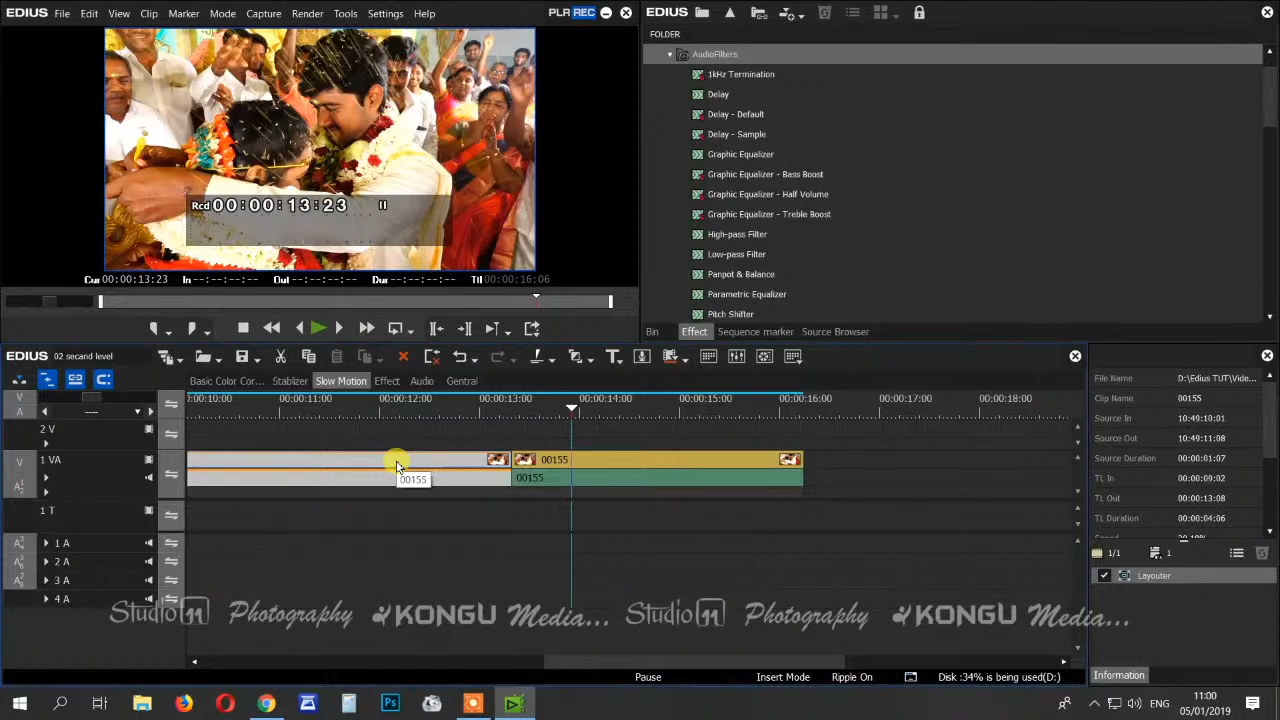 EDIUS File Edit View Clip Marker Mode Capture Render Tools Settings Help PLR REC
EDIUS
FOLDER
AudioFilters
1kHz Termination
Delay
Delay - Default
Delay - Sample
Graphic Equalizer
Graphic Equalizer - Bass Boost
Graphic Equalizer - Half Volume
Graphic Equalizer - Treble Boost
High-pass Filter
Low-pass Filter
Panpot & Balance
Parametric Equalizer
Pitch Shifter
Rcd 00:00:13:23
Cur 00:00:13:23 In --:--:--:-- Out --:--:--:-- Dur --:--:--:-- Ttl 00:00:16:06
Bin Effect Sequence marker Source Browser
EDIUS 02 secand level
Basic Color Cor... Stablizer Slow Motion Effect Audio Gentral
0:00:10:00 00:00:11:00 00:00:12:00 00:00:13:00 00:00:14:00 00:00:15:00 00:00:16:00 00:00:17:00 00:00:18:00
V
A
2 V
V 1 VA
00155
00155
00155
1 T
1 A
2 A
3 A
4 A
File Name D:\Edius TUT\Vide...
Clip Name 00155
Source In 10:49:10:01
Source Out 10:49:11:08
Source Duration 00:00:01:07
TL In 00:00:09:02
TL Out 00:00:13:08
TL Duration 00:00:04:06
1/1 1
Layouter
Studio 11 Photography KONGU Media... Studio 11 Photography KONGU Media...
Information
Pause Insert Mode Ripple On Disk :34% is being used(D:)
Ps
ENG
11:00
05/01/2019